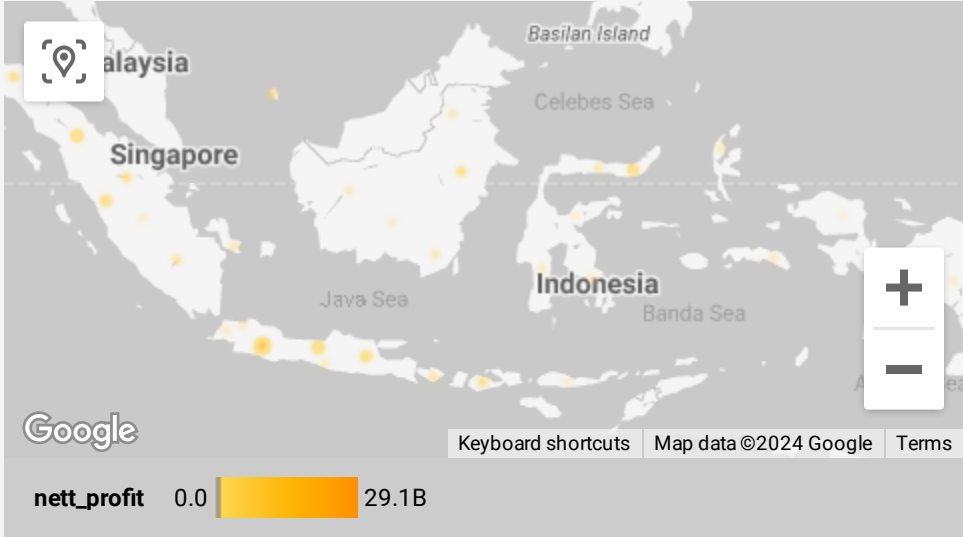 Basilan Island
alaysia
Celebes Sea
Singapore
Indonesia
Java Sea
Banda Sea
A
ea
Google
Keyboard shortcuts
Map data ©2024 Google
Terms
nett_profit 0.0 29.1B